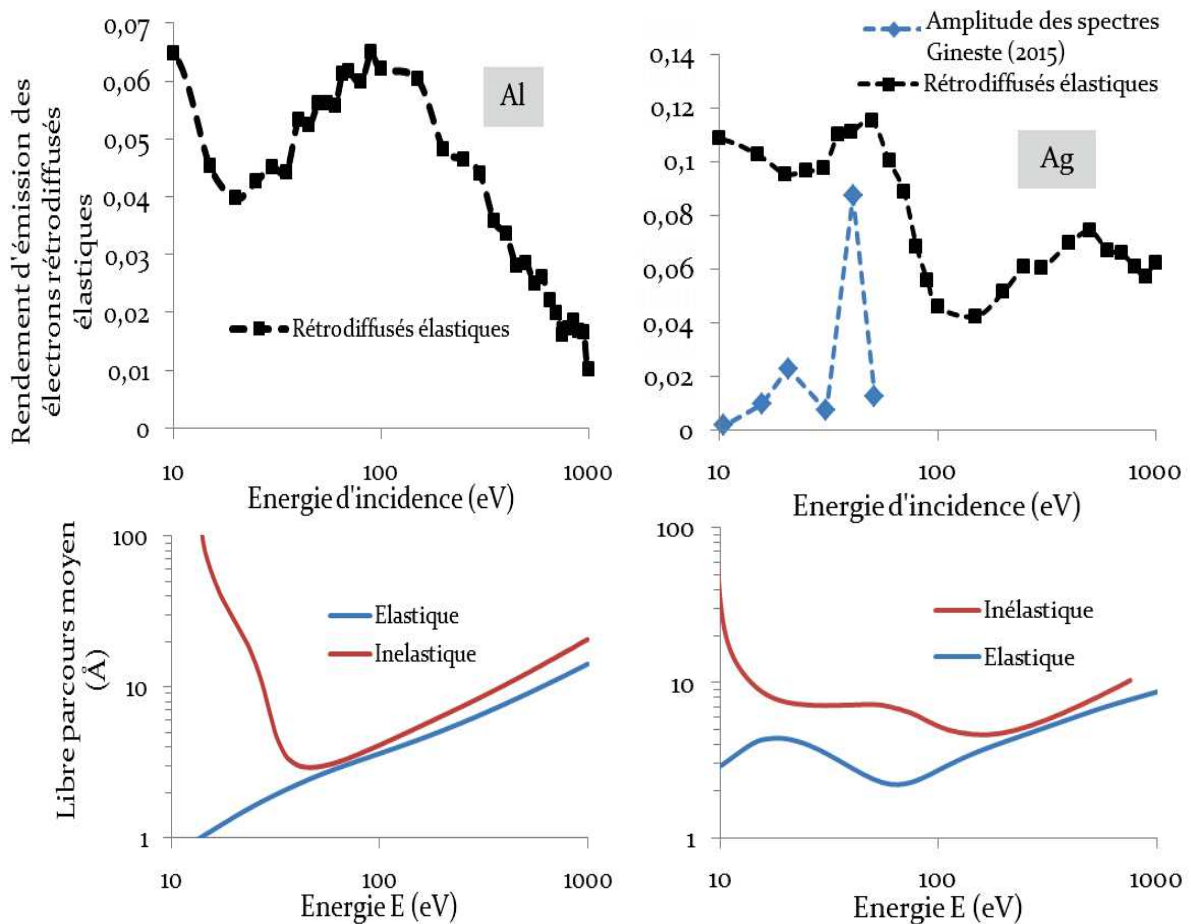 Rendement d'émission des
électrons rétrodiffusés
élastiques
0,07
0,06
0,05
0,04
0,03
0,02
0,01
0
Al
Rétrodiffusés élastiques
10
100
1000
Energie d'incidence (eV)
Amplitude des spectres
Gineste (2015)
Rétrodiffusés élastiques
0,14
0,12
0,1
0,08
0,06
0,04
0,02
0
Ag
10
100
1000
Energie d'incidence (eV)
Libre parcours moyen
(Å)
100
10
1
Elastique
Inelastique
10
100
1000
Energie E (eV)
100
10
1
Inélastique
Elastique
10
100
1000
Energie E (eV)